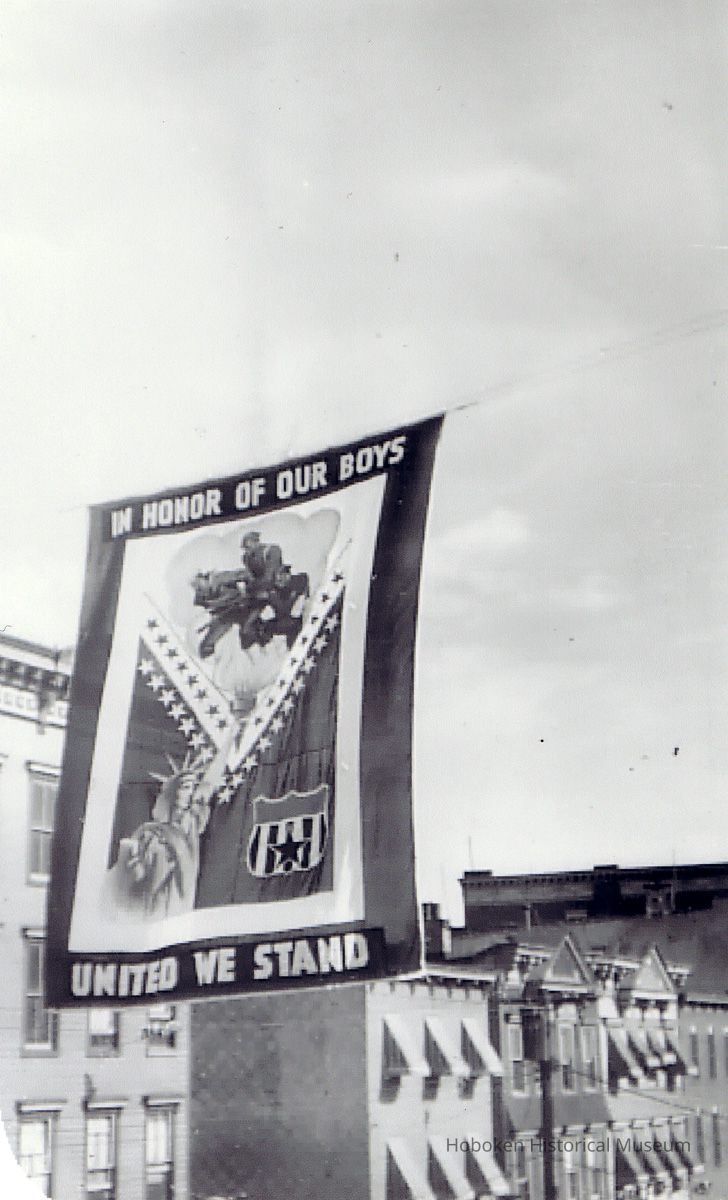 IN HONOR OF OUR BOYS
UNITED WE STAND
Hoboken Historical Museum